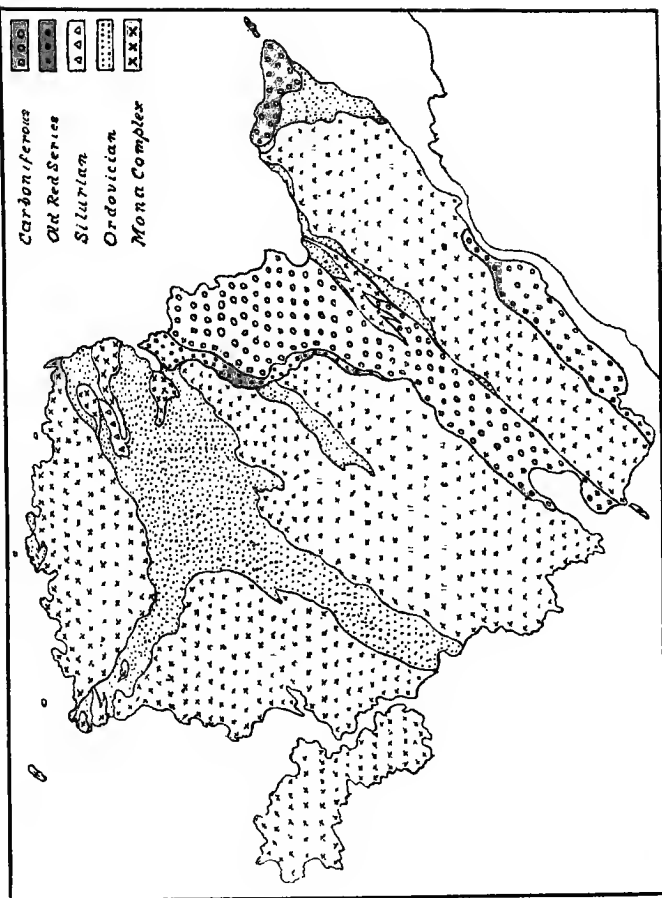 Carboniferous
Old Red Series
Silurian
Ordovician
Mona Complex